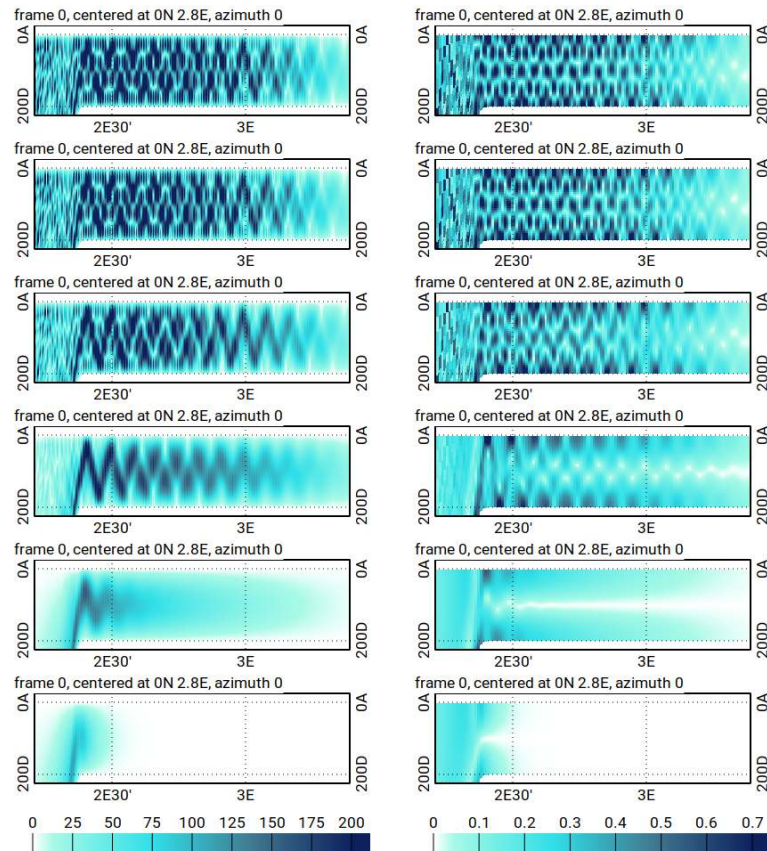 frame 0, centered at 0N 2.8E, azimuth 0 frame 0, centered at 0N 2.8E, azimuth 0
0A 0A 0A
200D 200D 200D 200D
2E30' 3E 2E30' 3E
frame 0, centered at 0N 2.8E, azimuth 0 frame 0, centered at 0N 2.8E, azimuth 0
0A 0A 0A
200D 200D 200D 200D
2E30' 3E 2E30' 3E
frame 0, centered at 0N 2.8E, azimuth 0 frame 0, centered at 0N 2.8E, azimuth 0
0A 0A 0A
200D 200D 200D 200D
2E30' 3E 2E30' 3E
frame 0, centered at 0N 2.8E, azimuth 0 frame 0, centered at 0N 2.8E, azimuth 0
0A 0A 0A 0A
200D 200D 200D 200D
2E30' 3E 2E30' 3E
frame 0, centered at 0N 2.8E, azimuth 0 frame 0, centered at 0N 2.8E, azimuth 0
0A 0A 0A 0A
200D 200D 200D 200D
2E30' 3E 2E30' 3E
frame 0, centered at 0N 2.8E, azimuth 0 frame 0, centered at 0N 2.8E, azimuth 0
0A 0A 0A 0A
200D 200D 200D 200D
2E30' 3E 2E30' 3E
0 25 50 75 100 125 150 175 200 0 0.1 0.2 0.3 0.4 0.5 0.6 0.7